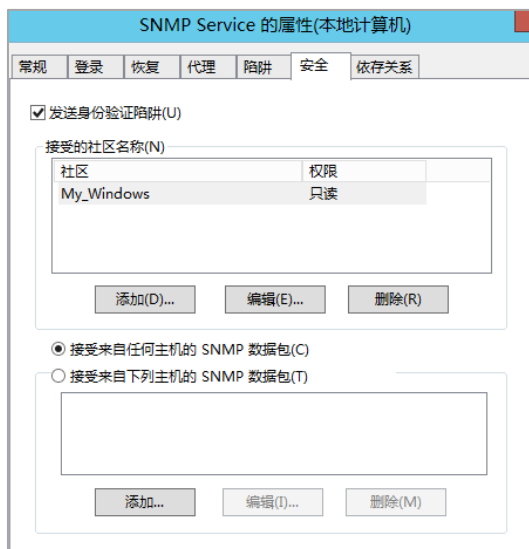 SNMP Service 的属性(本地计算机)
常规 登录 恢复 代理 陷阱 安全 依存关系
发送身份验证陷阱(U)
接受的社区名称(N)
社区 权限
My_Windows 只读
添加(D)... 编辑(E)... 删除(R)
接受来自任何主机的 SNMP 数据包(C)
接受来自下列主机的 SNMP 数据包(T)
添加... 编辑(I)... 删除(M)